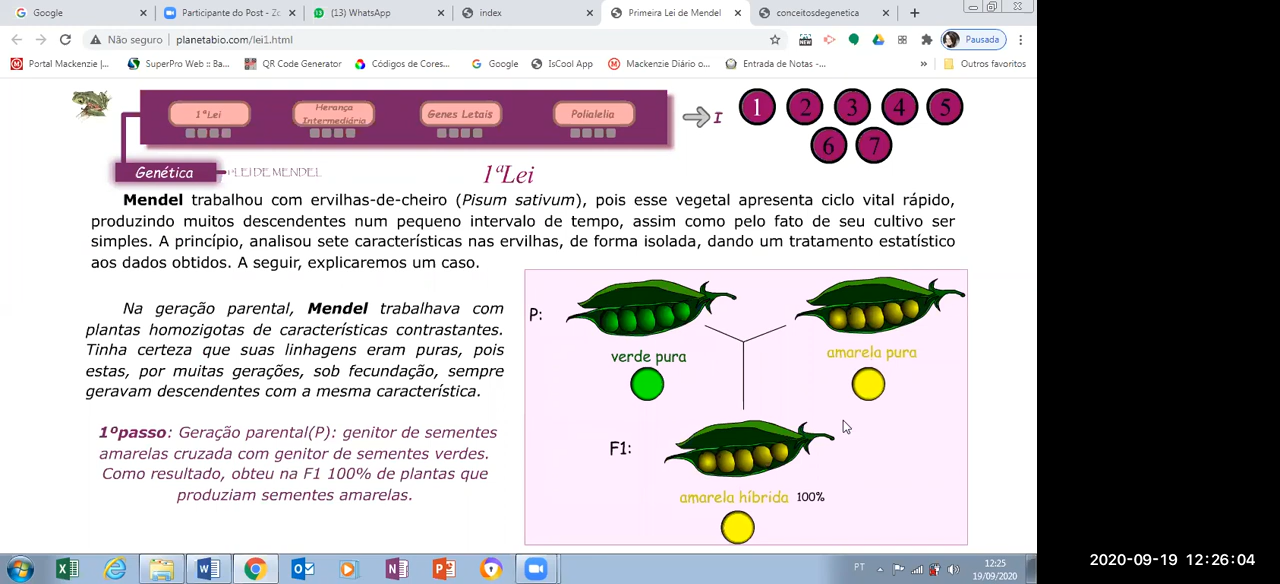 Google
Participante do Post - Zo
(13) WhatsApp
index
Primeira Lei de Mendel
conceitosdegenetica
Não seguro | planetabio.com/lei1.html
Pausada
Portal Mackenzie |...
SuperPro Web :: Ba...
QR Code Generator
Códigos de Cores...
Google
IsCool App
Mackenzie Diário o...
Entrada de Notas -...
»
Outros favoritos
1ªLei
Herança Intermediário
Genes Letais
Polialelia
I
1 2 3 4 5
6 7
Genética
1ªLEI DE MENDEL
1ªLei
Mendel trabalhou com ervilhas-de-cheiro (Pisum sativum), pois esse vegetal apresenta ciclo vital rápido,
produzindo muitos descendentes num pequeno intervalo de tempo, assim como pelo fato de seu cultivo ser
simples. A princípio, analisou sete características nas ervilhas, de forma isolada, dando um tratamento estatístico
aos dados obtidos. A seguir, explicaremos um caso.
Na geração parental, Mendel trabalhava com
plantas homozigotas de características contrastantes.
Tinha certeza que suas linhagens eram puras, pois
estas, por muitas gerações, sob fecundação, sempre
geravam descendentes com a mesma característica.
1ºpasso: Geração parental(P): genitor de sementes
amarelas cruzada com genitor de sementes verdes.
Como resultado, obteu na F1 100% de plantas que
produziam sementes amarelas.
P:
verde pura
amarela pura
F1:
amarela híbrida 100%
PT
12:25
19/09/2020
2020-09-19 12:26:04